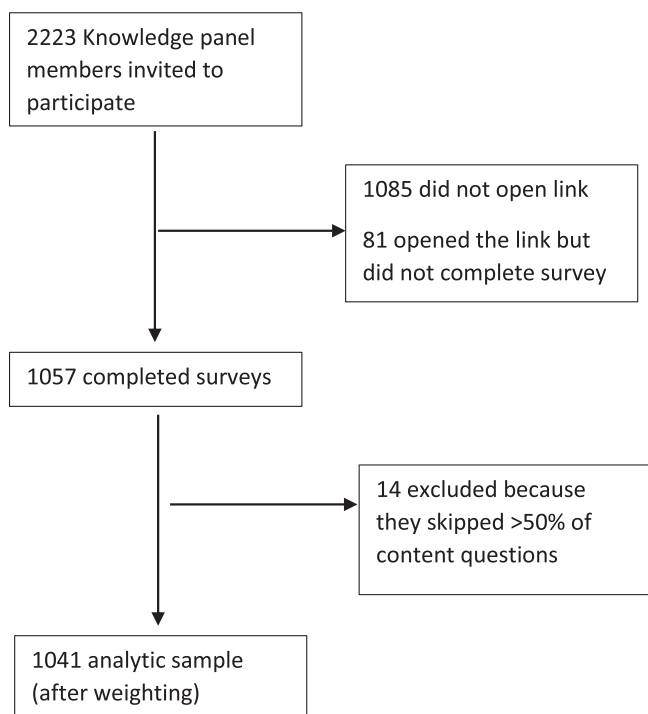 2223 Knowledge panel
members invited to
participate
1085 did not open link
81 opened the link but
did not complete survey
1057 completed surveys
14 excluded because
they skipped >50% of
content questions
1041 analytic sample
(after weighting)